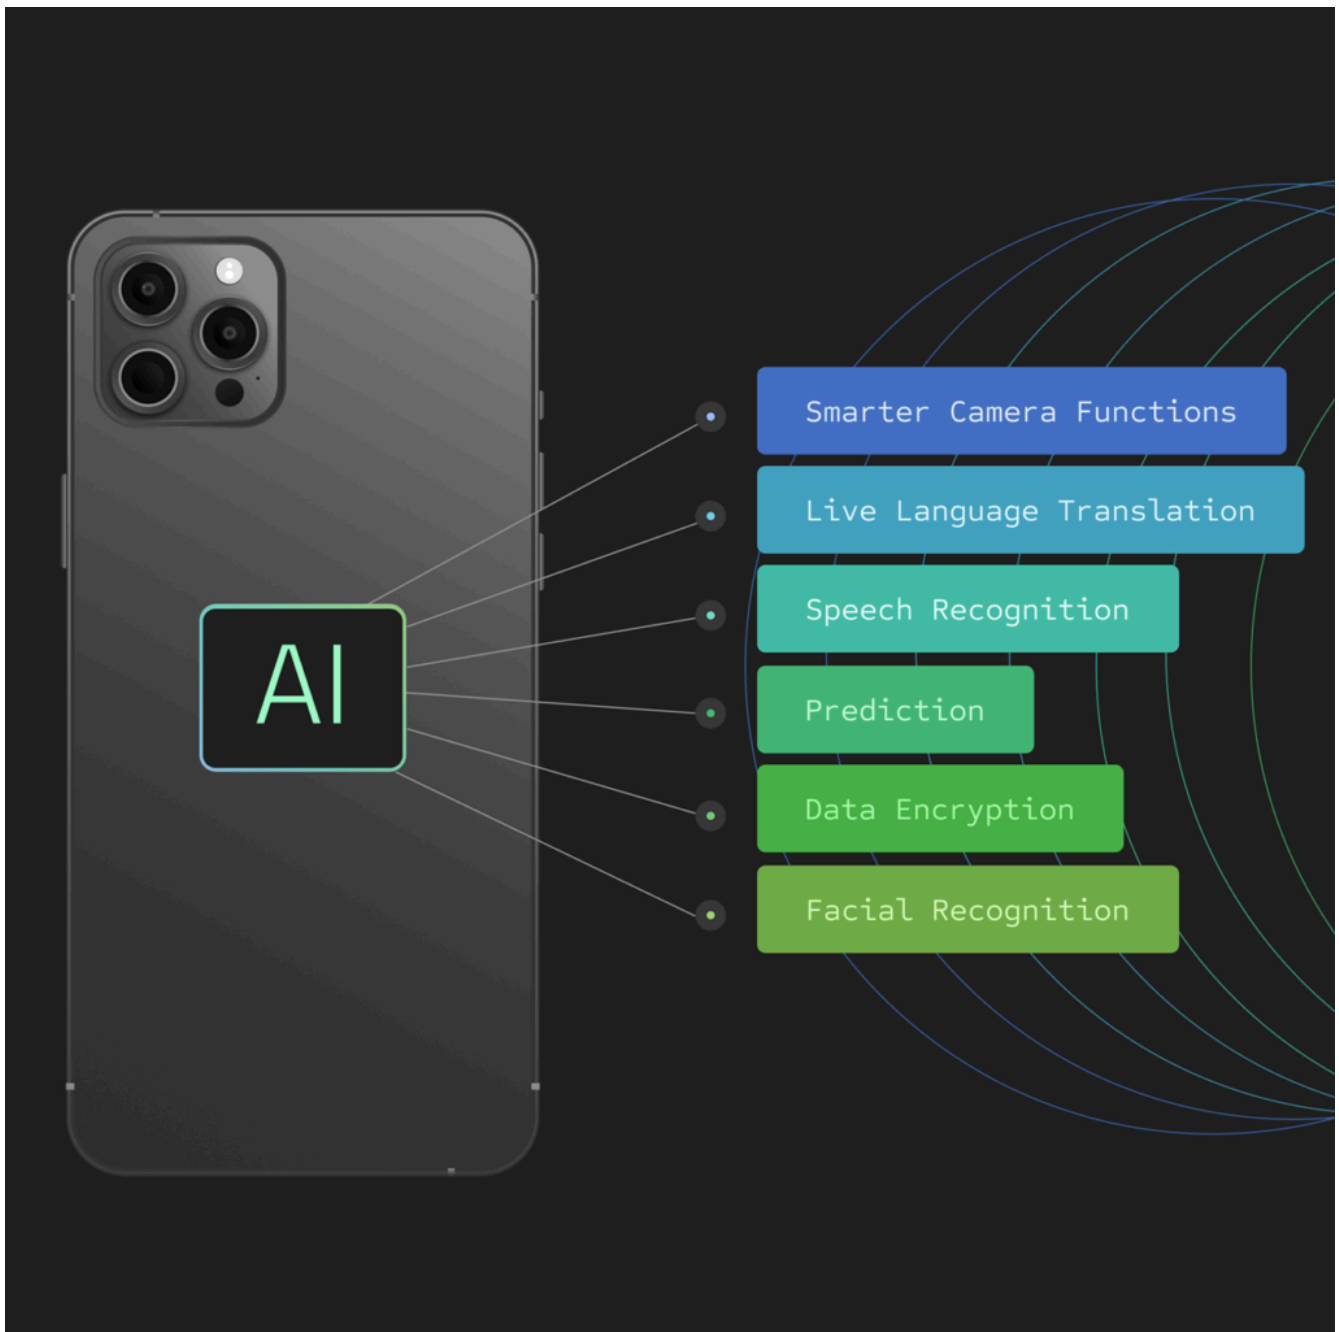 AI
Smarter Camera Functions
Live Language Translation
Speech Recognition
Prediction
Data Encryption
Facial Recognition